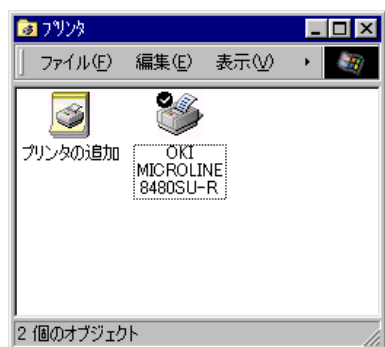 プリンタ
ファイル(F) 編集(E) 表示(V)
プリンタの追加
OKI
MICROLINE
8480SU-R
2 個のオブジェクト